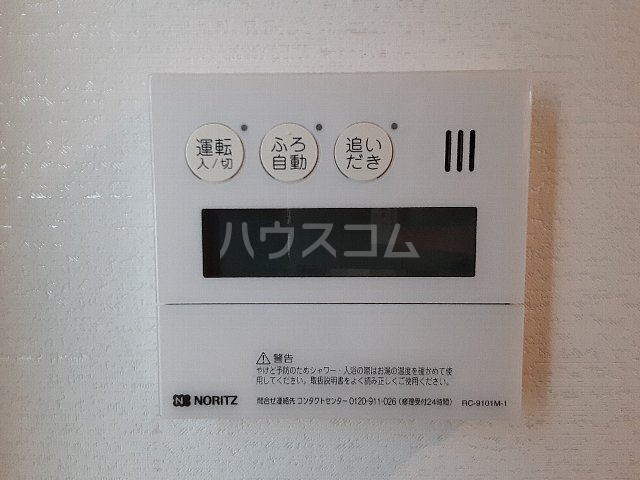 運転 入/切
ふろ 自動
追い だき
ハウスコム
⚠警告
やけど予防のためシャワー・入浴の際はお湯の温度を確かめて使
用してください。取扱説明書をよく読み正しくご使用ください。
NORITZ 問合せ連絡先 コンタクトセンター 0120-911-026 (修理受付24時間) RC-9101M-1